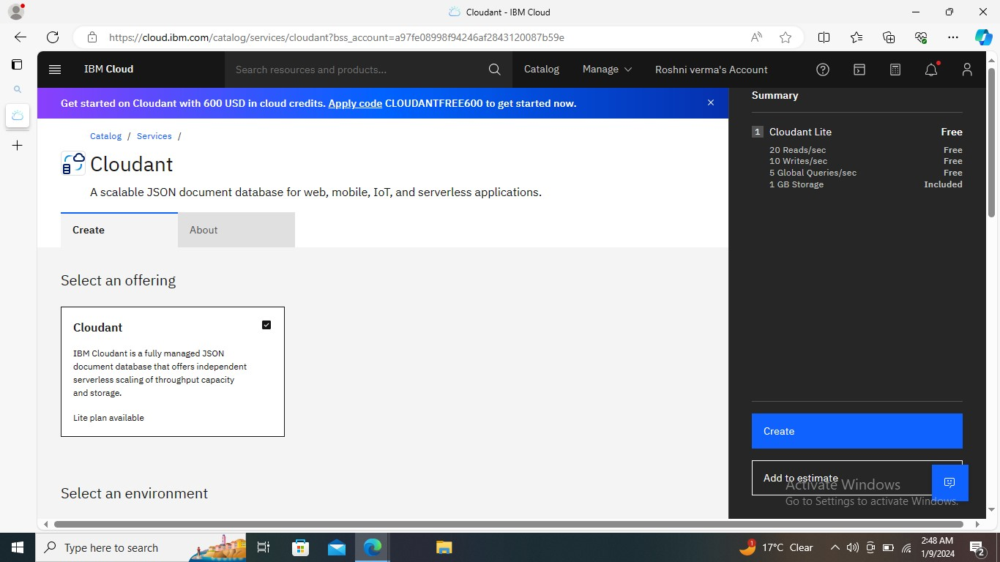 Cloudant - IBM Cloud
https://cloud.ibm.com/catalog/services/cloudant?bss_account=a97fe08998f94246af2843120087b59e
IBM Cloud
Search resources and products...
Catalog
Manage
Roshni verma's Account
Get started on Cloudant with 600 USD in cloud credits. Apply code CLOUDANTFREE600 to get started now.
Catalog / Services /
Cloudant
A scalable JSON document database for web, mobile, IoT, and serverless applications.
Create
About
Select an offering
Cloudant
IBM Cloudant is a fully managed JSON
document database that offers independent
serverless scaling of throughput capacity
and storage.
Lite plan available
Select an environment
Summary
1 Cloudant Lite Free
20 Reads/sec Free
10 Writes/sec Free
5 Global Queries/sec Free
1 GB Storage Included
Create
Add to estimate
Activate Windows
Go to Settings to activate Windows.
Type here to search
17°C Clear
2:48 AM
1/9/2024
2